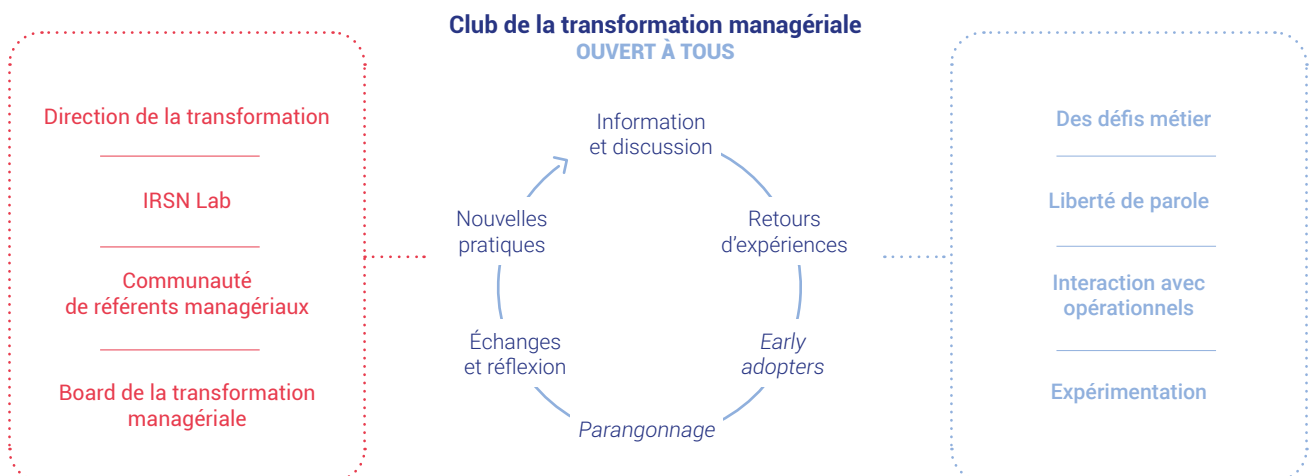 Club de la transformation managériale
OUVERT À TOUS
Direction de la transformation
IRSN Lab
Communauté
de référents managériaux
Board de la transformation
managériale
Information
et discussion
Retours
d’expériences
Early
adopters
Parangonnage
Échanges
et réflexion
Nouvelles
pratiques
Des défis métier
Liberté de parole
Interaction avec
opérationnels
Expérimentation